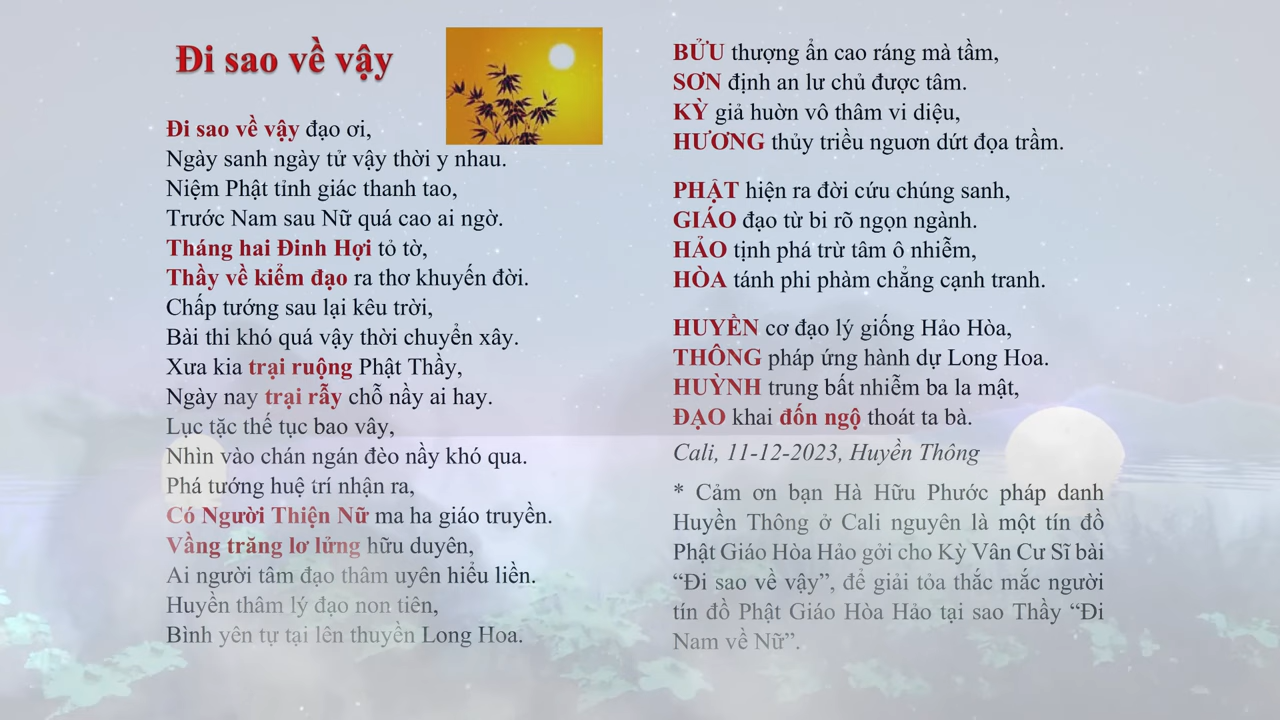 Đi sao về vậy
Đi sao về vậy đạo ơi,
Ngày sanh ngày tử vậy thời y nhau.
Niệm Phật tỉnh giác thanh tao,
Trước Nam sau Nữ quá cao ai ngờ.
Tháng hai Đinh Hợi tỏ tờ,
Thầy về kiểm đạo ra thơ khuyến đời.
Chấp tướng sau lại kêu trời,
Bài thi khó quá vậy thời chuyển xây.
Xưa kia trại ruộng Phật Thầy,
Ngày nay trại rẫy chỗ nầy ai hay.
Lục tặc thế tục bao vây,
Nhìn vào chán ngán đèo nầy khó qua.
Phá tướng huệ trí nhận ra,
Có Người Thiện Nữ ma ha giáo truyền.
Vầng trăng lơ lửng hữu duyên,
Ai người tâm đạo thâm uyên hiểu liền.
Huyền thâm lý đạo non tiên,
Bình yên tự tại lên thuyền Long Hoa.
BỬU thượng ẩn cao ráng mà tầm,
SƠN định an lư chủ được tâm.
KỲ giả huờn vô thâm vi diệu,
HƯƠNG thủy triều nguơn dứt đọa trầm.
PHẬT hiện ra đời cứu chúng sanh,
GIÁO đạo từ bi rõ ngọn ngành.
HẢO tịnh phá trừ tâm ô nhiễm,
HÒA tánh phi phàm chẳng cạnh tranh.
HUYỀN cơ đạo lý giống Hảo Hòa,
THÔNG pháp ứng hành dự Long Hoa.
HUỲNH trung bất nhiễm ba la mật,
ĐẠO khai đốn ngộ thoát ta bà.
Cali, 11-12-2023, Huyền Thông
* Cảm ơn bạn Hà Hữu Phước pháp danh
Huyền Thông ở Cali nguyên là một tín đồ
Phật Giáo Hòa Hảo gởi cho Kỳ Vân Cư Sĩ bài
“Đi sao về vậy”, để giải tỏa thắc mắc người
tín đồ Phật Giáo Hòa Hảo tại sao Thầy “Đi
Nam về Nữ”.